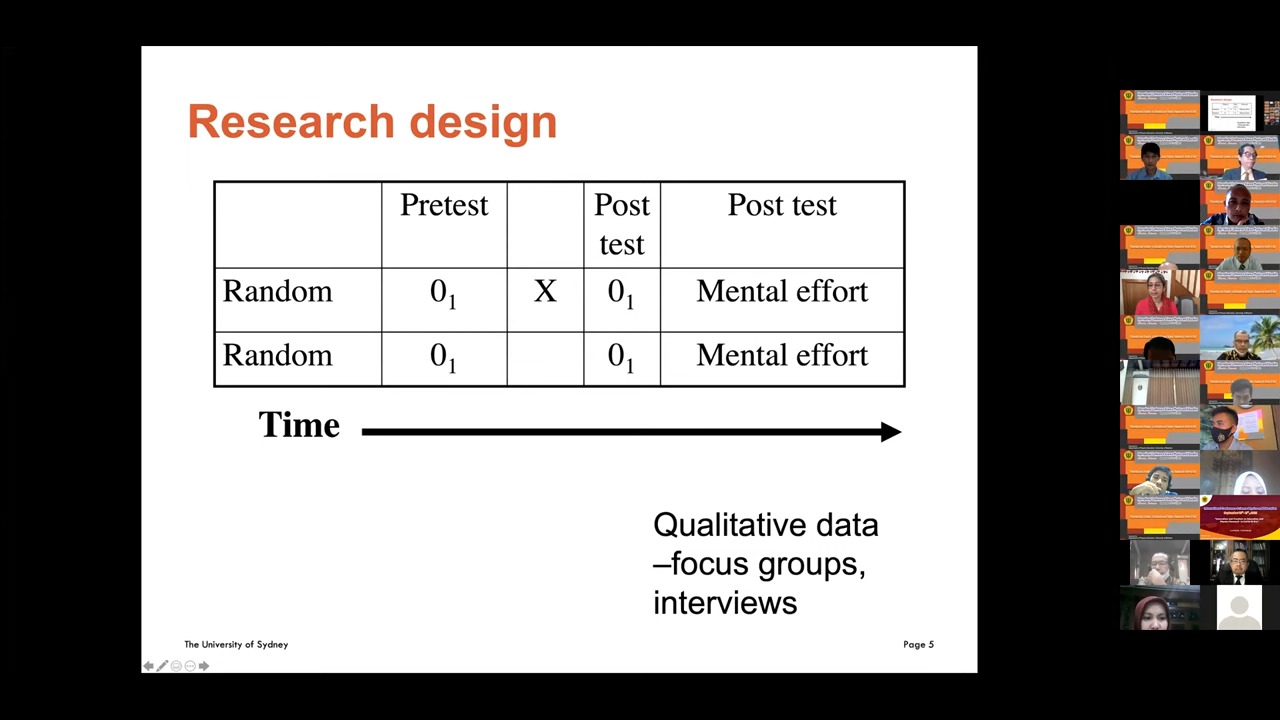 Research design
Pretest
Post
test
Post test
Random 0₁ X 0₁ Mental effort
Random 0₁ 0₁ Mental effort
Time
Qualitative data
–focus groups,
interviews
The University of Sydney
Page 5